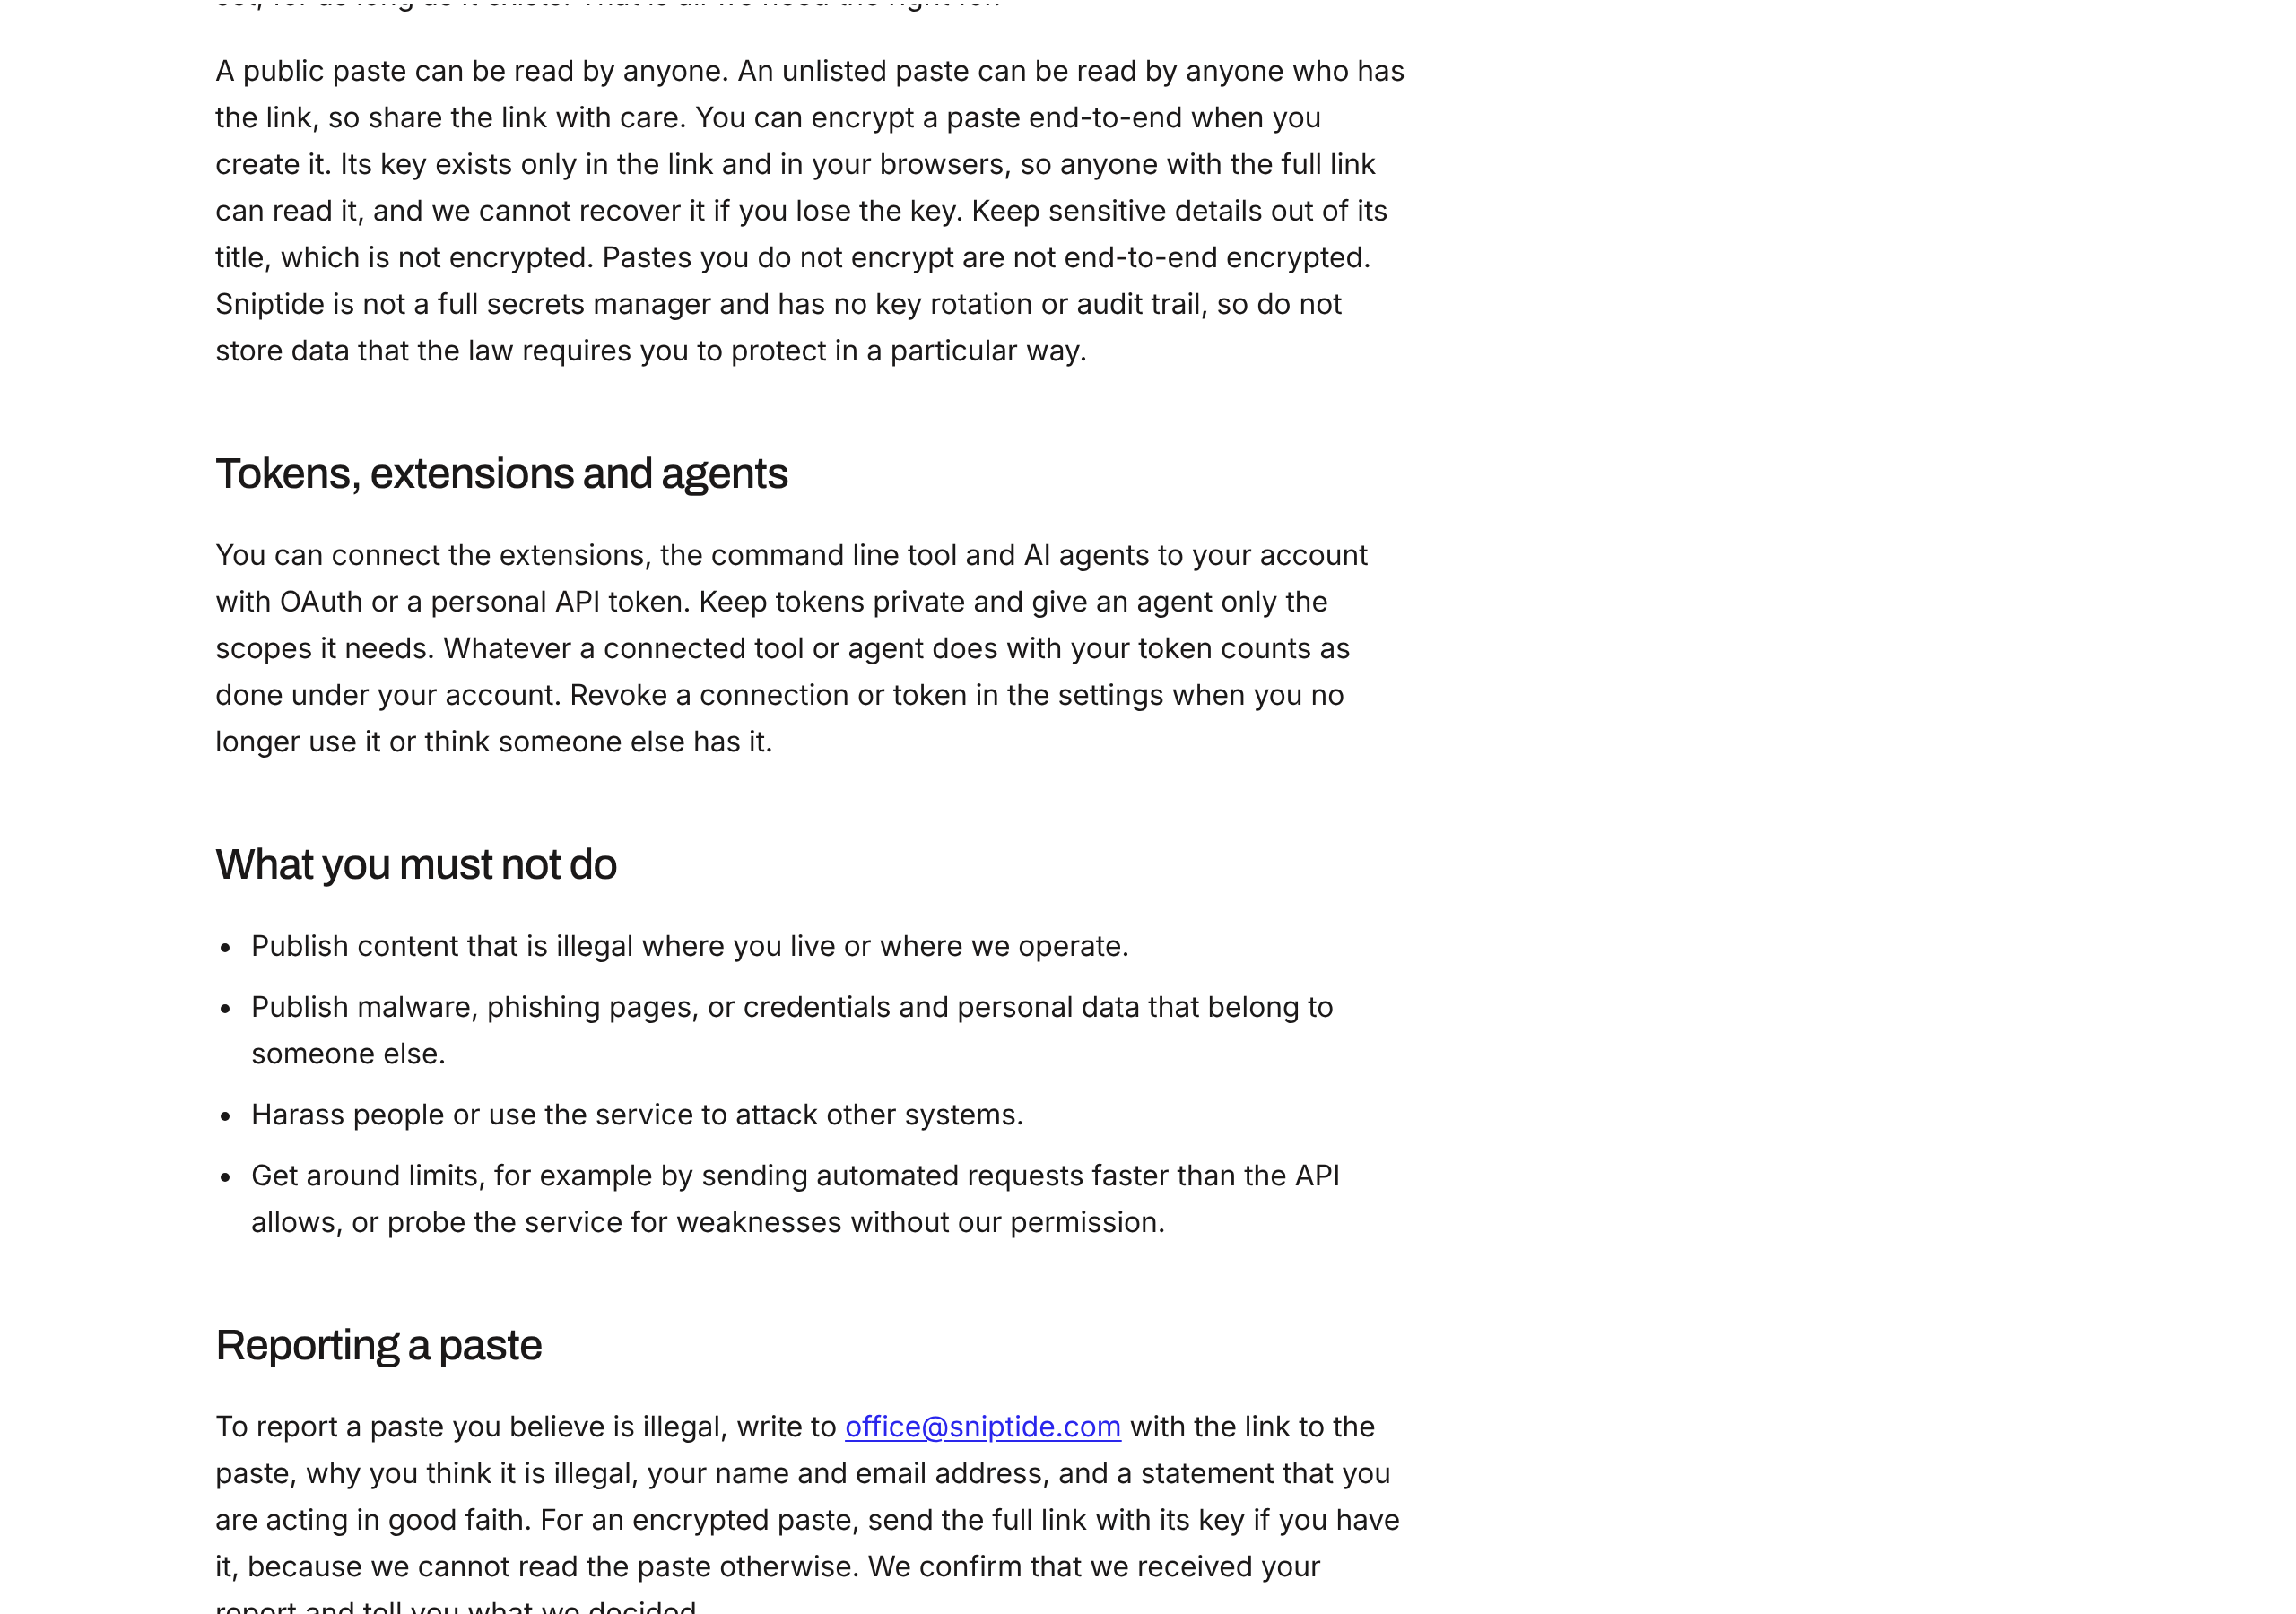 A public paste can be read by anyone. An unlisted paste can be read by anyone who has
the link, so share the link with care. You can encrypt a paste end-to-end when you
create it. Its key exists only in the link and in your browsers, so anyone with the full link
can read it, and we cannot recover it if you lose the key. Keep sensitive details out of its
title, which is not encrypted. Pastes you do not encrypt are not end-to-end encrypted.
Sniptide is not a full secrets manager and has no key rotation or audit trail, so do not
store data that the law requires you to protect in a particular way.
Tokens, extensions and agents
You can connect the extensions, the command line tool and AI agents to your account
with OAuth or a personal API token. Keep tokens private and give an agent only the
scopes it needs. Whatever a connected tool or agent does with your token counts as
done under your account. Revoke a connection or token in the settings when you no
longer use it or think someone else has it.
What you must not do
• Publish content that is illegal where you live or where we operate.
• Publish malware, phishing pages, or credentials and personal data that belong to
someone else.
• Harass people or use the service to attack other systems.
• Get around limits, for example by sending automated requests faster than the API
allows, or probe the service for weaknesses without our permission.
Reporting a paste
To report a paste you believe is illegal, write to office@sniptide.com with the link to the
paste, why you think it is illegal, your name and email address, and a statement that you
are acting in good faith. For an encrypted paste, send the full link with its key if you have
it, because we cannot read the paste otherwise. We confirm that we received your
report and tell you what we decided.